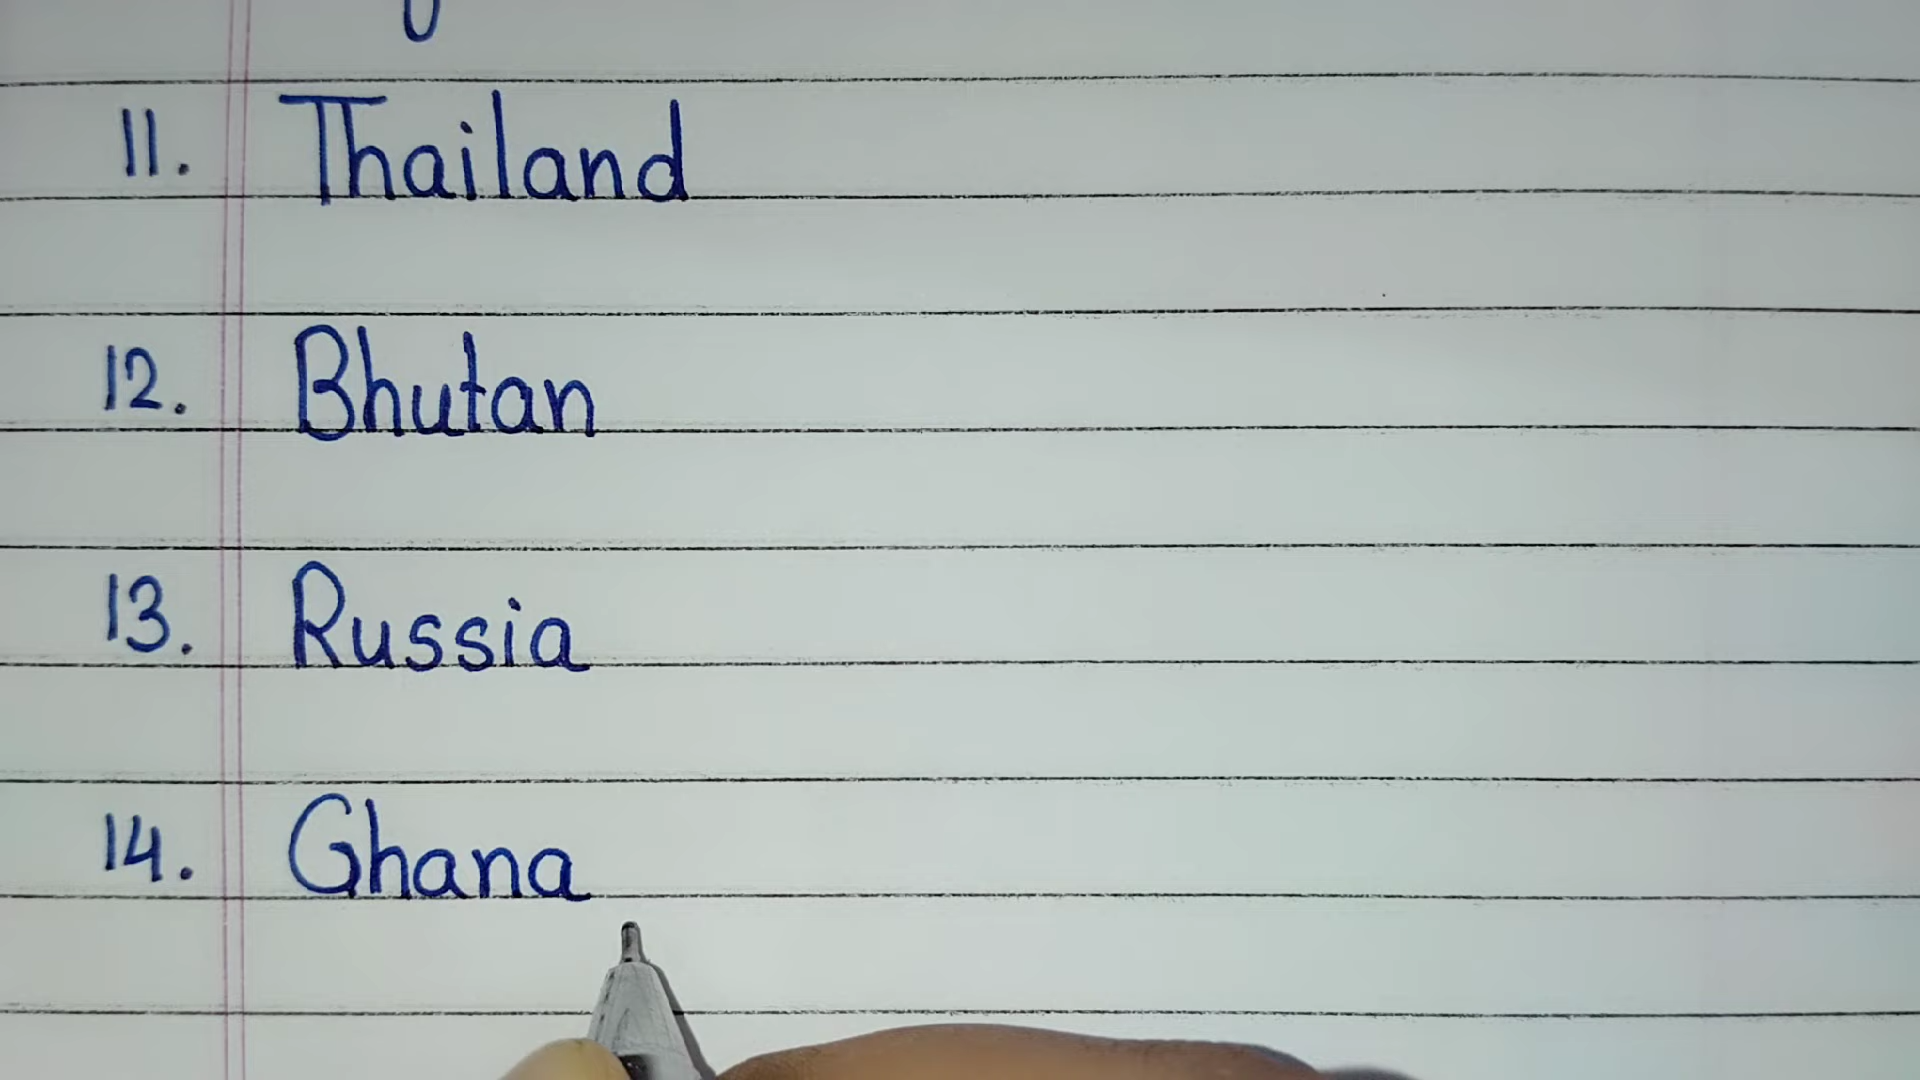 11. Thailand
12. Bhutan
13. Russia
14. Ghana